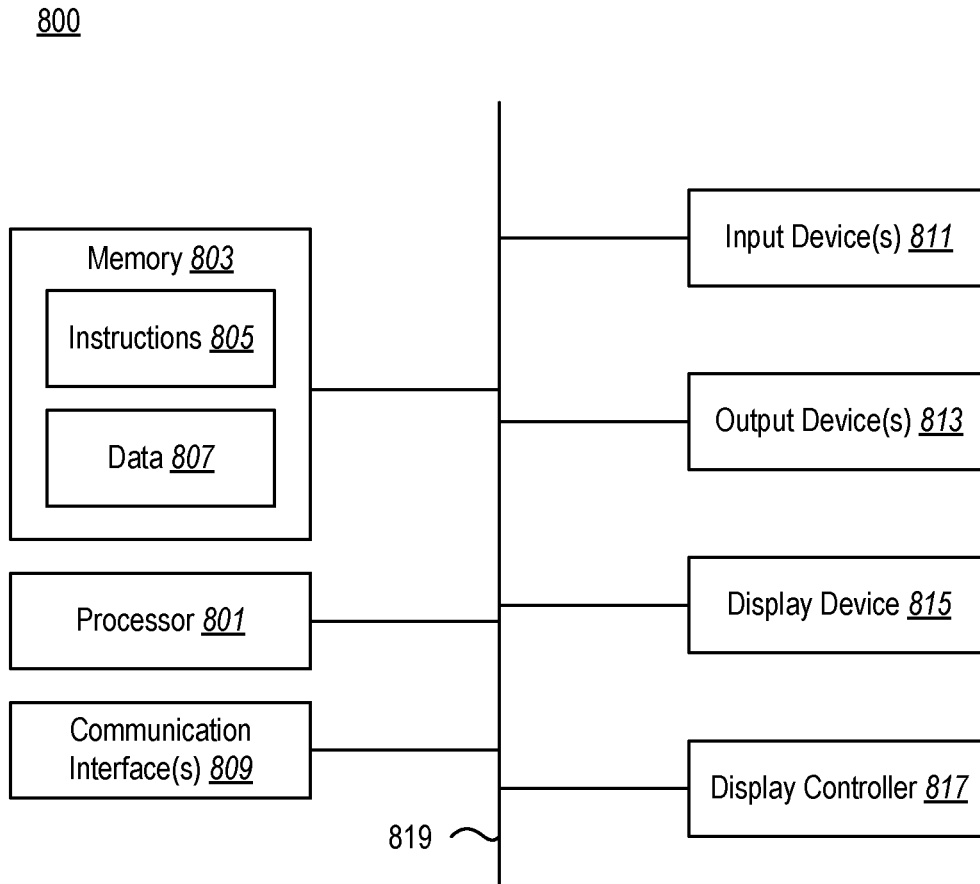 800
Memory 803
Instructions 805
Data 807
Processor 801
Communication
Interface(s) 809
819
Input Device(s) 811
Output Device(s) 813
Display Device 815
Display Controller 817